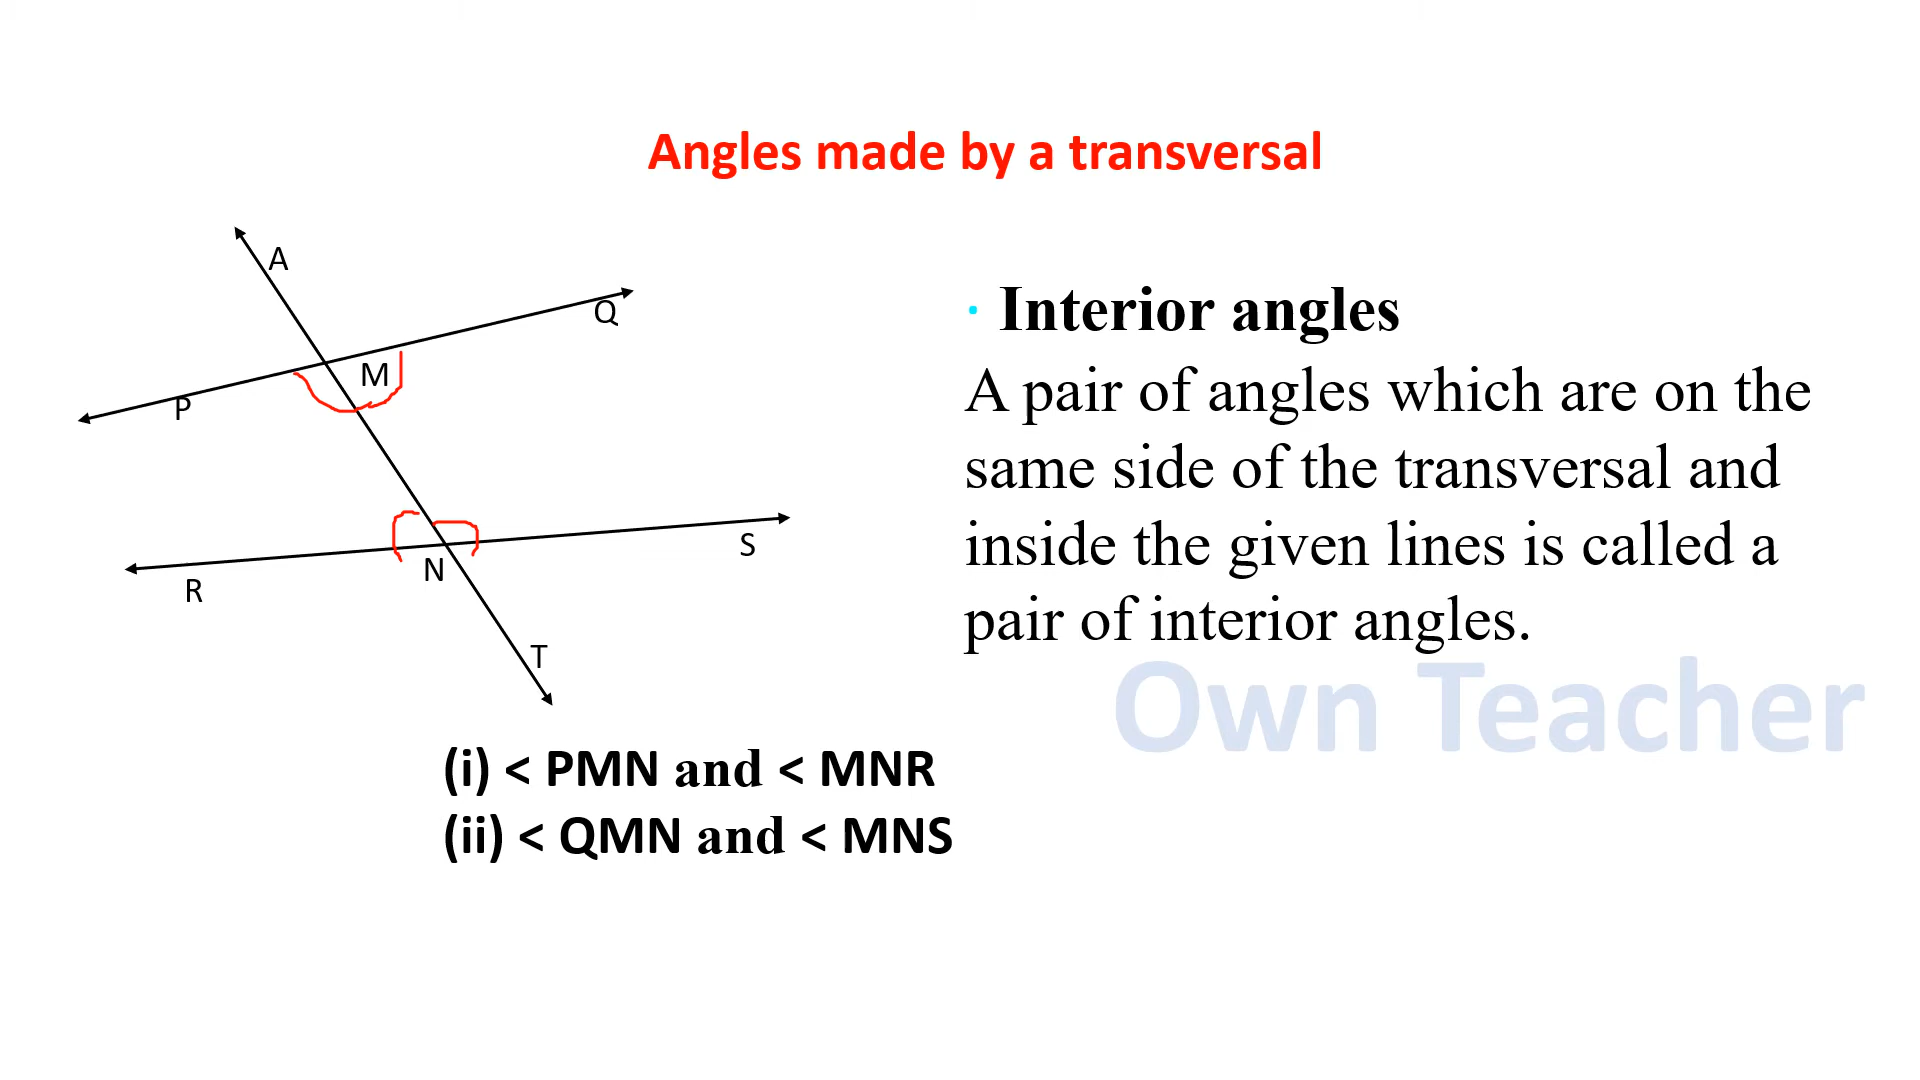 Angles made by a transversal
A
Q
M
P
S
N
R
T
· Interior angles
A pair of angles which are on the
same side of the transversal and
inside the given lines is called a
pair of interior angles.
Own Teacher
(i) < PMN and < MNR
(ii) < QMN and < MNS